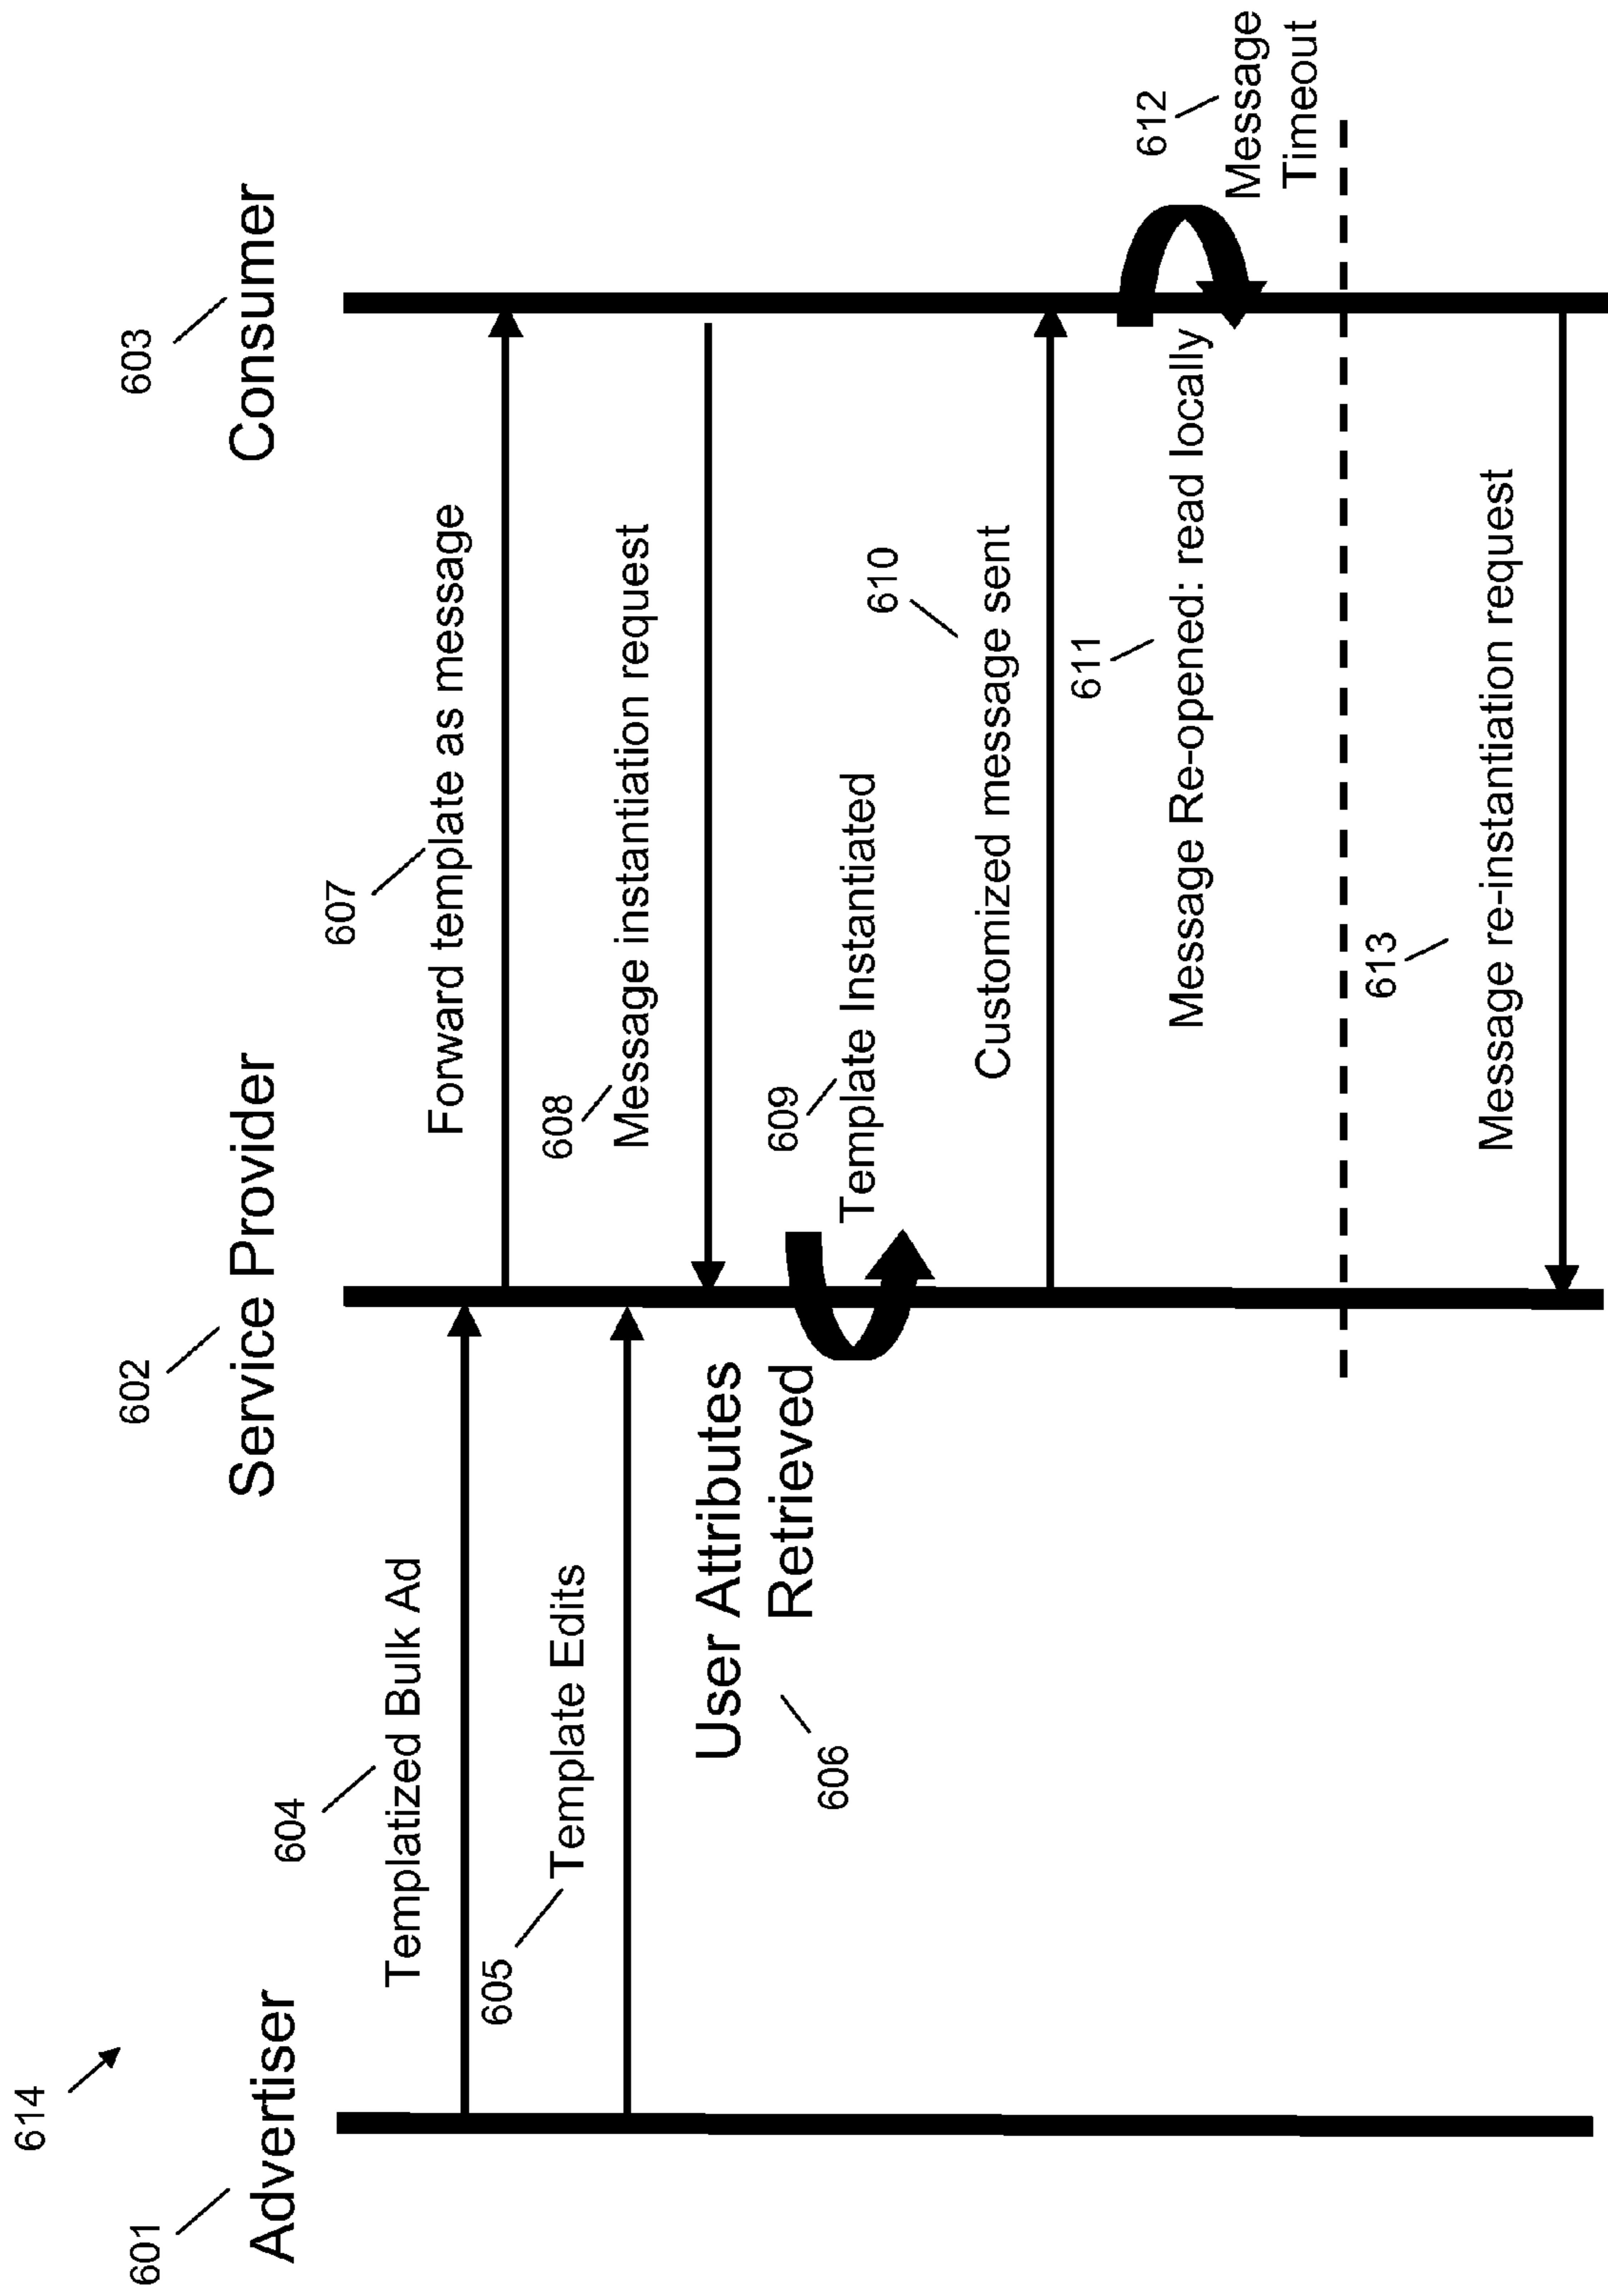 614
601
Advertiser
602
Service Provider
603
Consumer
604
Templatized Bulk Ad
607
Forward template as message
605
Template Edits
608
Message instantiation request
User Attributes
Retrieved
606
609
Template Instantiated
610
Customized message sent
611
Message Re-opened: read locally
612
Message
Timeout
613
Message re-instantiation request